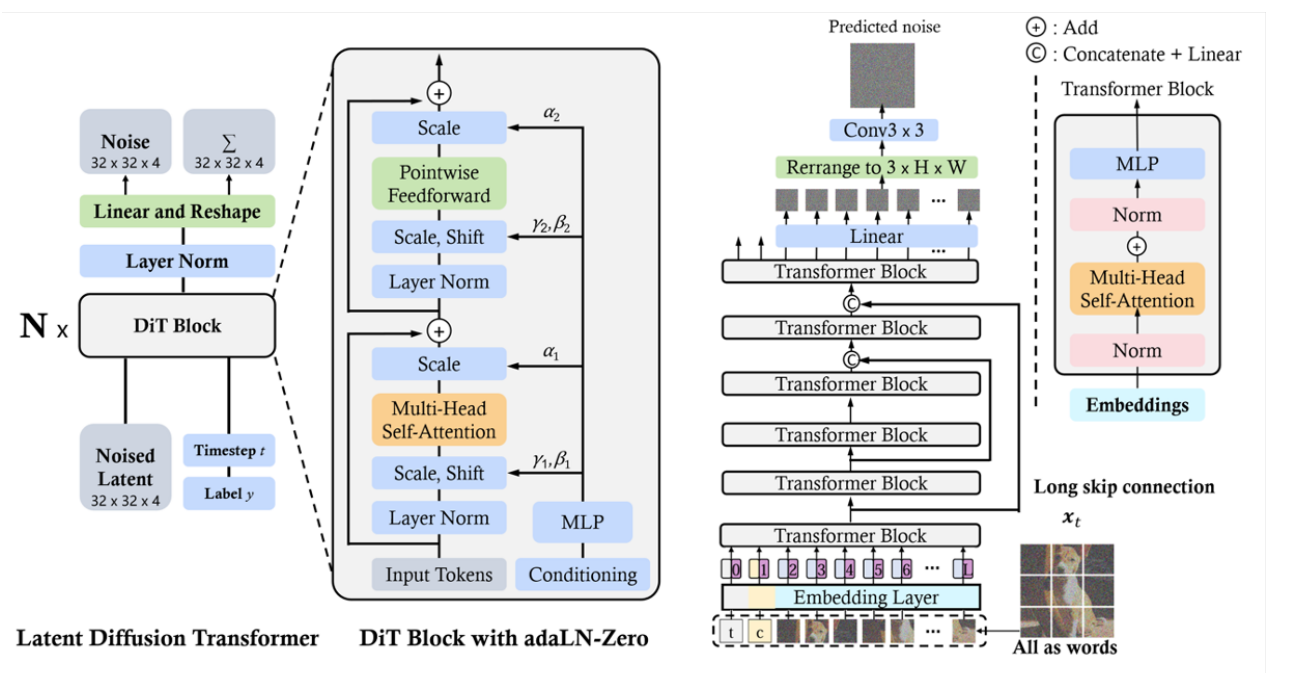 Noise
32 x 32 x 4
∑
32 x 32 x 4
Linear and Reshape
Layer Norm
N x
DiT Block
Noised
Latent
32 x 32 x 4
Timestep t
Label y
Latent Diffusion Transformer
+
Scale
α₂
Pointwise
Feedforward
Scale, Shift
γ₂,β₂
Layer Norm
+
Scale
α₁
Multi-Head
Self-Attention
Scale, Shift
γ₁,β₁
Layer Norm
MLP
Input Tokens
Conditioning
DiT Block with adaLN-Zero
Predicted noise
Conv3 x 3
Rerrange to 3 x H x W
...
Linear
...
Transformer Block
C
Transformer Block
C
Transformer Block
Transformer Block
Transformer Block
Transformer Block
0 1 2 3 4 5 6 ... L
Embedding Layer
t c ...
+ : Add
C : Concatenate + Linear
Transformer Block
MLP
Norm
+
Multi-Head
Self-Attention
Norm
Embeddings
Long skip connection
xₜ
All as words